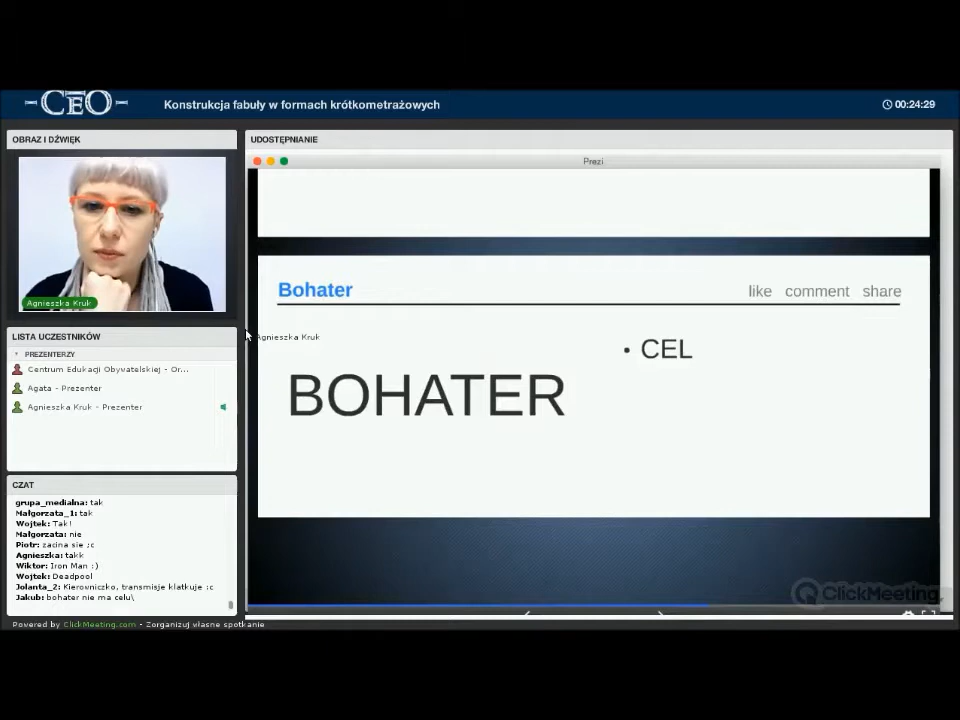 CEO
Konstrukcja fabuły w formach krótkometrażowych
00:24:29
OBRAZ I DŹWIĘK
Agnieszka Kruk
LISTA UCZESTNIKÓW
PREZENTERZY
Centrum Edukacji Obywatelskiej - Or...
Agata - Prezenter
Agnieszka Kruk - Prezenter
CZAT
grupa_medialna: tak
Małgorzata_1: tak
Wojtek: Tak!
Małgorzata: nie
Piotr: zacina sie ;c
Agnieszka: takk
Wiktor: Iron Man :)
Wojtek: Deadpool
Jolanta_2: Kierowniczko, transmisje klatkuje ;c
Jakub: bohater nie ma celu\
UDOSTĘPNIANIE
Prezi
Bohater
like comment share
Agnieszka Kruk
• CEL
BOHATER
ClickMeeting
Powered by ClickMeeting.com - Zorganizuj własne spotkanie